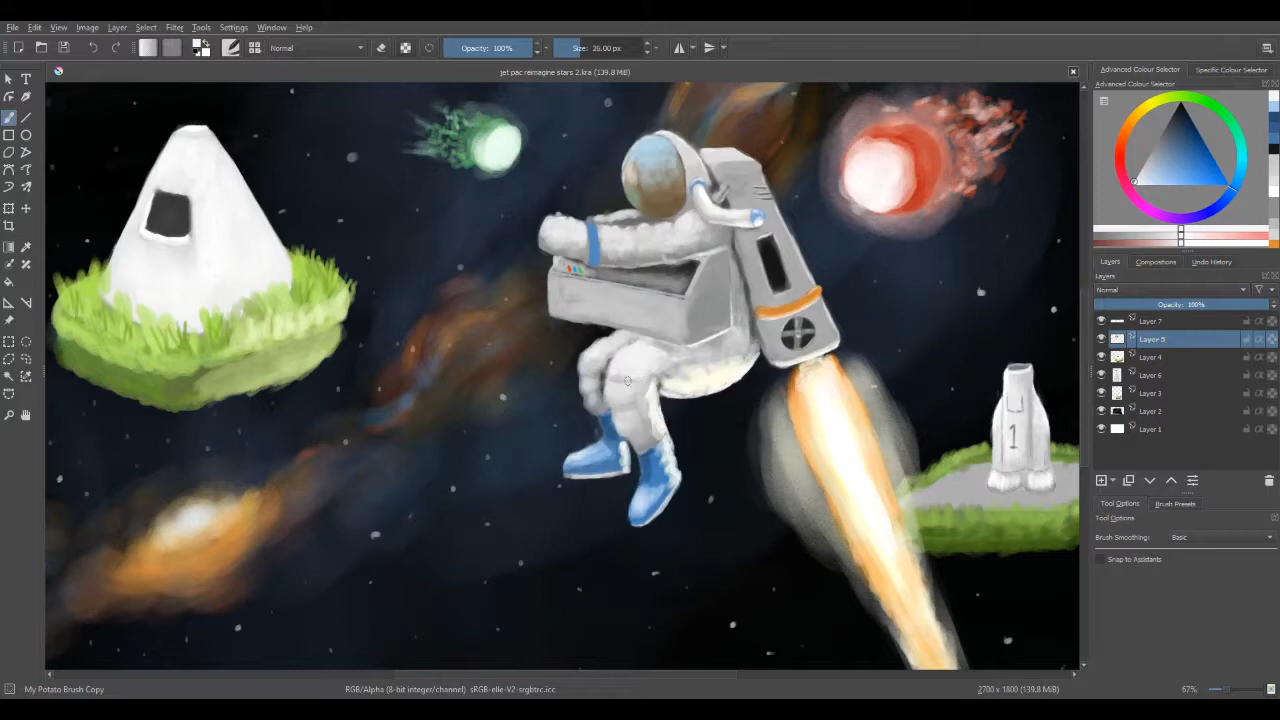 File Edit View Image Layer Select Filter Tools Settings Window Help
Normal Opacity: 100% Size: 26.00 px
jet pac reimagine stars 2.kra (139.8 MiB)
Advanced Colour Selector Specific Colour Selector
Advanced Colour Selector
1
Layers Compositions Undo History
Layers
Normal
Opacity: 100%
Layer 7
Layer 5
Layer 4
Layer 6
Layer 3
Layer 2
Layer 1
Tool Options Brush Presets
Tool Options
Brush Smoothing: Basic
Snap to Assistants
My Potato Brush Copy RGB/Alpha (8-bit integer/channel) sRGB-elle-V2-srgbtrc.icc 2700 x 1800 (139.8 MiB) 67%